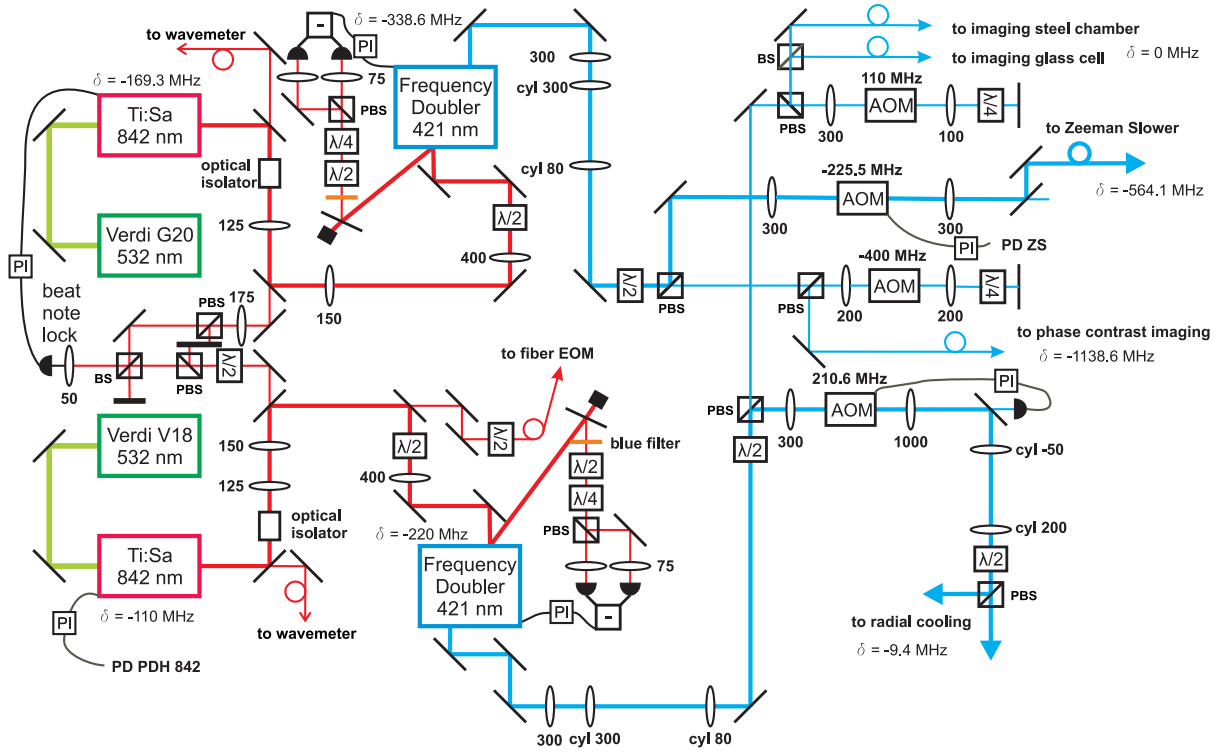 δ = -338.6 MHz
to wavemeter
-
PI
75
PBS
λ/4
λ/2
Frequency
Doubler
421 nm
δ = -169.3 MHz
Ti:Sa
842 nm
optical
isolator
125
Verdi G20
532 nm
PI
λ/2
400
150
300
cyl 300
cyl 80
λ/2
PBS
to imaging steel chamber
to imaging glass cell
δ = 0 MHz
BS
110 MHz
AOM
PBS
300
100
λ/4
to Zeeman Slower
δ = -564.1 MHz
-225.5 MHz
AOM
300
300
PI
PD ZS
-400 MHz
AOM
200
200
λ/4
PBS
to phase contrast imaging
δ = -1138.6 MHz
beat
note
lock
PBS
175
50
BS
PBS
λ/2
Verdi V18
532 nm
150
125
optical
isolator
Ti:Sa
842 nm
δ = -110 MHz
PI
PD PDH 842
to wavemeter
to fiber EOM
λ/2
λ/2
400
blue filter
λ/2
λ/4
PBS
75
δ = -220 Mhz
Frequency
Doubler
421 nm
PI
-
300
cyl 300
cyl 80
210.6 MHz
AOM
PI
PBS
300
1000
λ/2
cyl -50
cyl 200
λ/2
PBS
to radial cooling
δ = -9.4 MHz